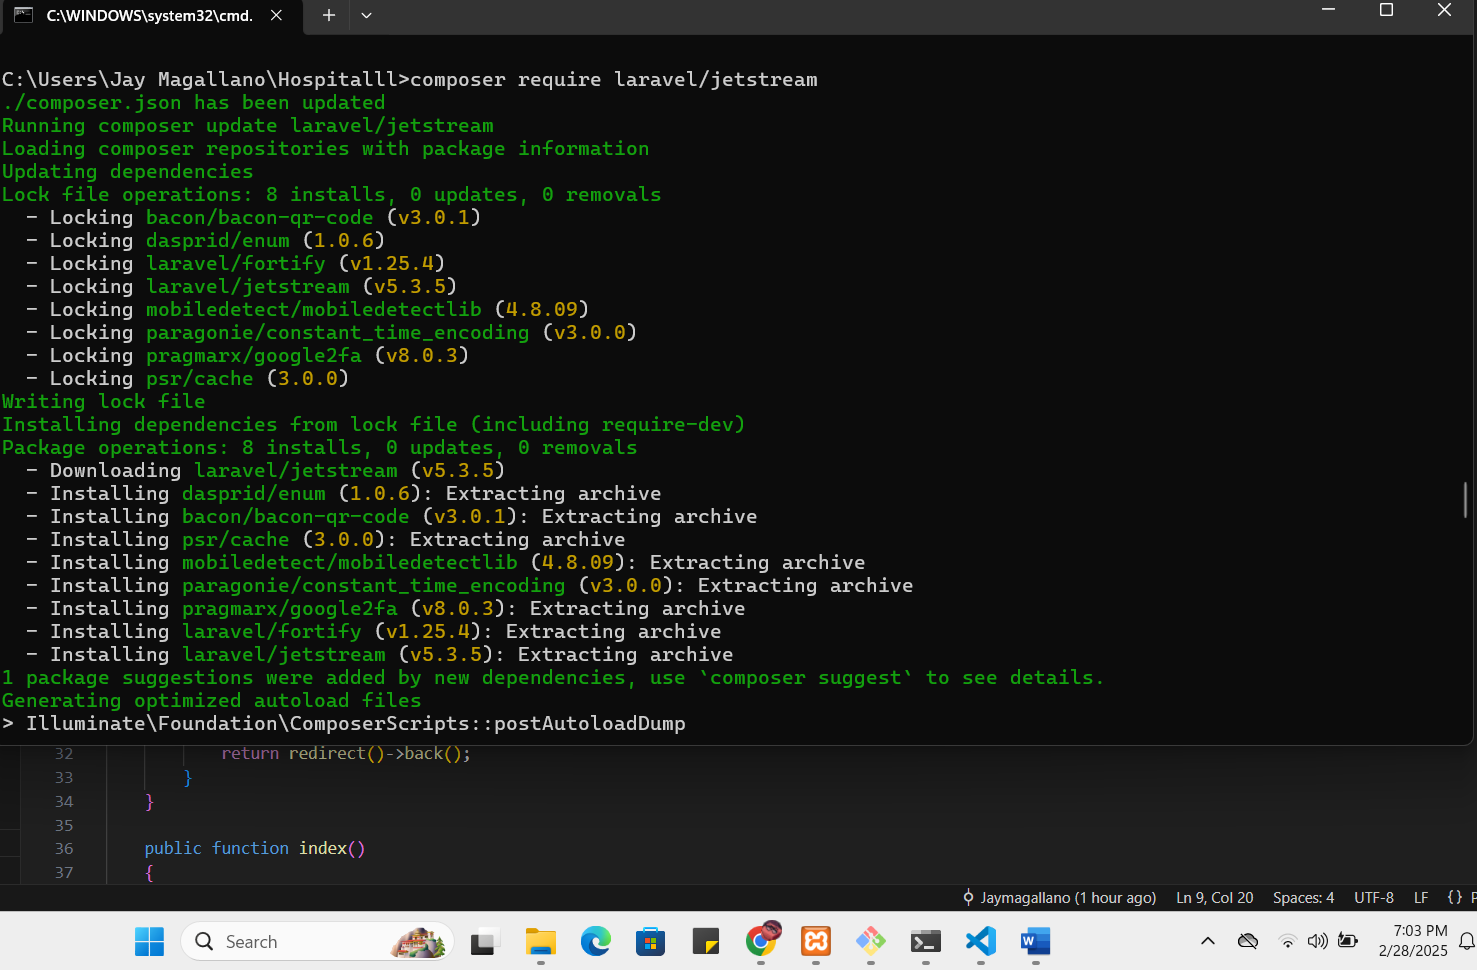 C:\WINDOWS\system32\cmd.
C:\Users\Jay Magallano\Hospitalll>composer require laravel/jetstream
./composer.json has been updated
Running composer update laravel/jetstream
Loading composer repositories with package information
Updating dependencies
Lock file operations: 8 installs, 0 updates, 0 removals
  - Locking bacon/bacon-qr-code (v3.0.1)
  - Locking dasprid/enum (1.0.6)
  - Locking laravel/fortify (v1.25.4)
  - Locking laravel/jetstream (v5.3.5)
  - Locking mobiledetect/mobiledetectlib (4.8.09)
  - Locking paragonie/constant_time_encoding (v3.0.0)
  - Locking pragmarx/google2fa (v8.0.3)
  - Locking psr/cache (3.0.0)
Writing lock file
Installing dependencies from lock file (including require-dev)
Package operations: 8 installs, 0 updates, 0 removals
  - Downloading laravel/jetstream (v5.3.5)
  - Installing dasprid/enum (1.0.6): Extracting archive
  - Installing bacon/bacon-qr-code (v3.0.1): Extracting archive
  - Installing psr/cache (3.0.0): Extracting archive
  - Installing mobiledetect/mobiledetectlib (4.8.09): Extracting archive
  - Installing paragonie/constant_time_encoding (v3.0.0): Extracting archive
  - Installing pragmarx/google2fa (v8.0.3): Extracting archive
  - Installing laravel/fortify (v1.25.4): Extracting archive
  - Installing laravel/jetstream (v5.3.5): Extracting archive
1 package suggestions were added by new dependencies, use `composer suggest` to see details.
Generating optimized autoload files
> Illuminate\Foundation\ComposerScripts::postAutoloadDump
32 return redirect()->back();
33 }
34 }
35
36 public function index()
37 {
Jaymagallano (1 hour ago) Ln 9, Col 20 Spaces: 4 UTF-8 LF {} P
Search
7:03 PM
2/28/2025